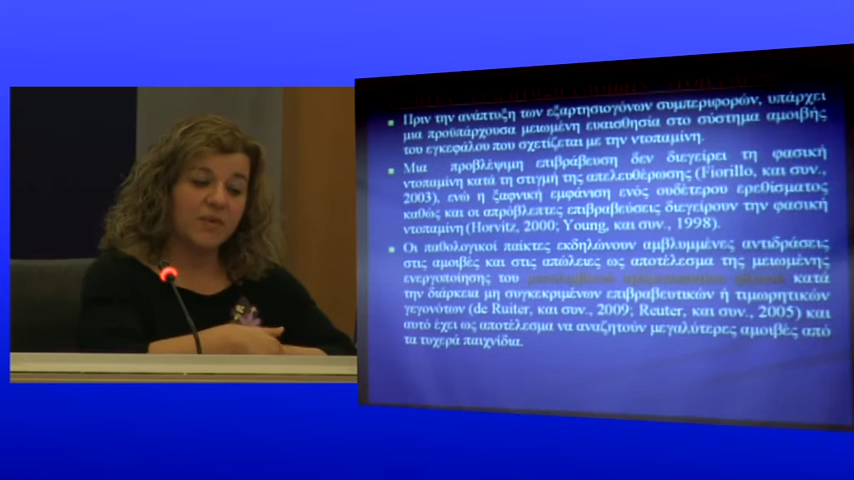 Πριν την ανάπτυξη των εξαρτησιογόνων συμπεριφορών, υπάρχει
μια προϋπάρχουσα μειωμένη ευαισθησία στο σύστημα αμοιβής
του εγκεφάλου που σχετίζεται με την ντοπαμίνη.
Μια προβλέψιμη επιβράβευση δεν διεγείρει τη φασική
ντοπαμίνη κατά τη στιγμή της απελευθέρωσης (Fiorillo, και συν.,
2003), ενώ η ξαφνική εμφάνιση ενός ουδέτερου ερεθίσματος
καθώς και οι απρόβλεπτες επιβραβεύσεις διεγείρουν την φασική
ντοπαμίνη (Horvitz, 2000; Young, και συν., 1998).
Οι παθολογικοί παίκτες εκδηλώνουν αμβλυμμένες αντιδράσεις
στις αμοιβές και στις απώλειες ως αποτέλεσμα της μειωμένης
ενεργοποίησης του κατά
την διάρκεια μη συγκεκριμένων επιβραβευτικών ή τιμωρητικών
γεγονότων (de Ruiter, και συν., 2009; Reuter, και συν., 2005) και
αυτό έχει ως αποτέλεσμα να αναζητούν μεγαλύτερες αμοιβές από
τα τυχερά παιχνίδια.